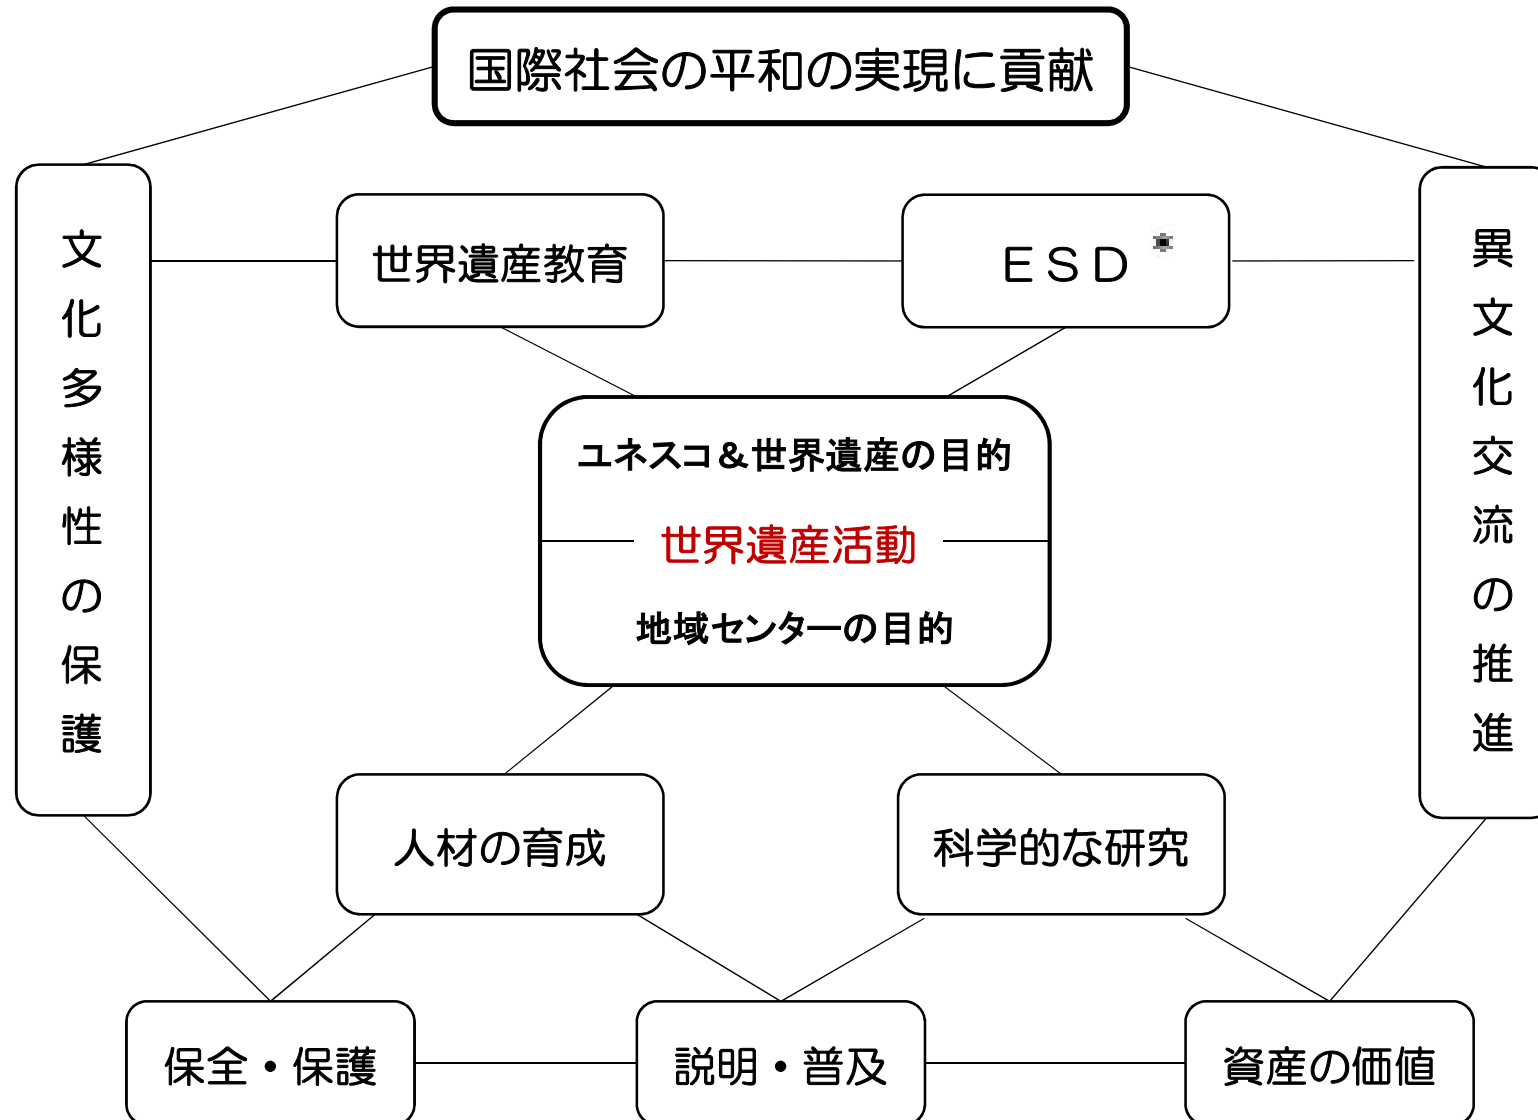 国際社会の平和の実現に貢献
文化多様性の保護
世界遺産教育
ESD※
異文化交流の推進
ユネスコ＆世界遺産の目的
世界遺産活動
地域センターの目的
人材の育成
科学的な研究
保全・保護
説明・普及
資産の価値